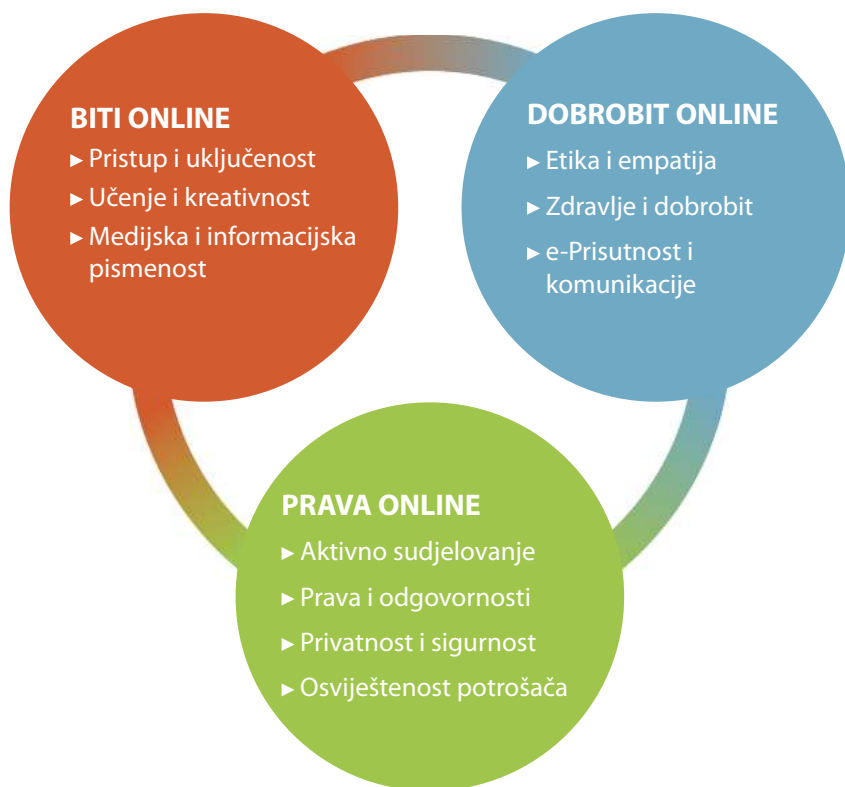 BITI ONLINE
▸ Pristup i uključenost
▸ Učenje i kreativnost
▸ Medijska i informacijska
pismenost
DOBROBIT ONLINE
▸ Etika i empatija
▸ Zdravlje i dobrobit
▸ e-Prisutnost i
komunikacije
PRAVA ONLINE
▸ Aktivno sudjelovanje
▸ Prava i odgovornosti
▸ Privatnost i sigurnost
▸ Osviještenost potrošača